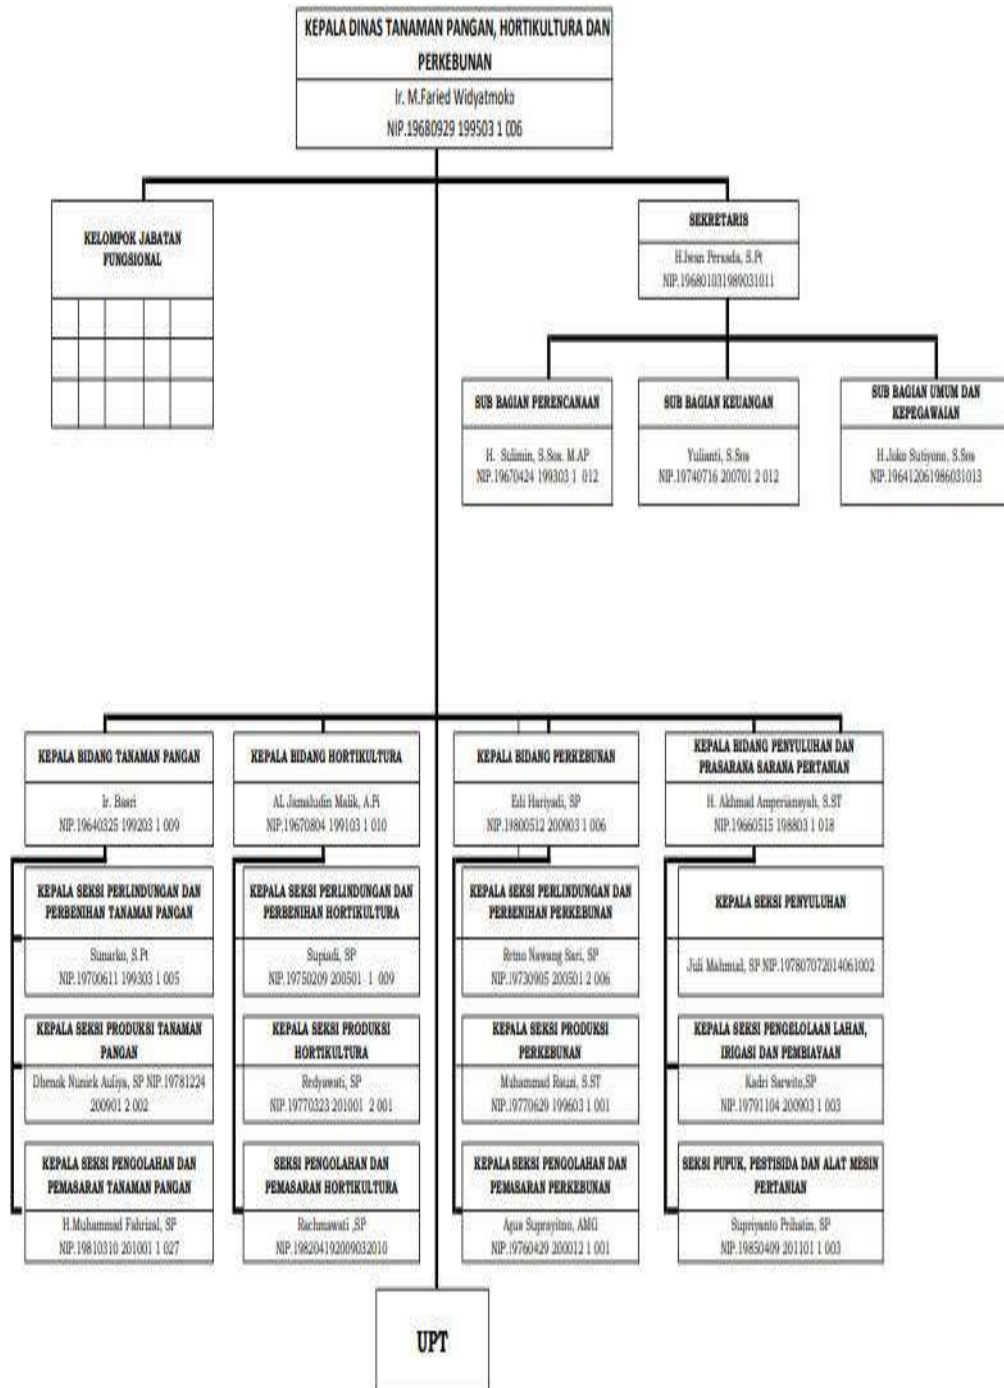 KEPALA DINAS TANAMAN PANGAN, HORTIKULTURA DAN
PERKEBUNAN
Ir. M.Faried Widyatmoko
NIP.19680929 199503 1 006
KELOMPOK JABATAN
FUNGSIONAL
SEKRETARIS
H.Iwan Persada, S.Pt
NIP.196801031989031011
SUB BAGIAN PERENCANAAN
H. Sulimin, S.Sos, M.AP
NIP.19670424 199303 1 012
SUB BAGIAN KEUANGAN
Yulianti, S.Sos
NIP.19740716 200701 2 012
SUB BAGIAN UMUM DAN
KEPEGAWAIAN
H.Joko Sutiyono, S.Sos
NIP.196412061986031013
KEPALA BIDANG TANAMAN PANGAN
Ir. Basri
NIP.19640325 199203 1 009
KEPALA BIDANG HORTIKULTURA
AL Jamaludin Malik, A.Pi
NIP.19670804 199103 1 010
KEPALA BIDANG PERKEBUNAN
Edi Hariyadi, SP
NIP.19800512 200903 1 006
KEPALA BIDANG PENYULUHAN DAN
PRASARANA SARANA PERTANIAN
H. Akhmad Amperiansyah, S.ST
NIP.19660515 198803 1 018
KEPALA SEKSI PERLINDUNGAN DAN
PERBENIHAN TANAMAN PANGAN
Sunarko, S.Pt
NIP.19700611 199303 1 005
KEPALA SEKSI PERLINDUNGAN DAN
PERBENIHAN HORTIKULTURA
Supiadi, SP
NIP.19750209 200501 1 009
KEPALA SEKSI PERLINDUNGAN DAN
PERBENIHAN PERKEBUNAN
Retno Nawang Sari, SP
NIP.19730905 200501 2 006
KEPALA SEKSI PENYULUHAN
Juli Mahmud, SP NIP.197807072014061002
KEPALA SEKSI PRODUKSI TANAMAN
PANGAN
Dhenok Nuniek Auliya, SP NIP.19781224
200901 2 002
KEPALA SEKSI PRODUKSI
HORTIKULTURA
Redyawati, SP
NIP.19770323 201001 2 001
KEPALA SEKSI PRODUKSI
PERKEBUNAN
Muhammad Rauzi, S.ST
NIP.19770629 199603 1 001
KEPALA SEKSI PENGELOLAAN LAHAN,
IRIGASI DAN PEMBIAYAAN
Kadri Sarwito,SP
NIP.19791104 200903 1 003
KEPALA SEKSI PENGOLAHAN DAN
PEMASARAN TANAMAN PANGAN
H.Muhammad Fahrizal, SP
NIP.19810310 201001 1 027
SEKSI PENGOLAHAN DAN
PEMASARAN HORTIKULTURA
Rachmawati ,SP
NIP.198204192009032010
KEPALA SEKSI PENGOLAHAN DAN
PEMASARAN PERKEBUNAN
Agus Suprayitno, AMG
NIP.19760429 200012 1 001
SEKSI PUPUK, PESTISIDA DAN ALAT MESIN
PERTANIAN
Supriyanto Prihatin, SP
NIP.19850409 201101 1 003
UPT